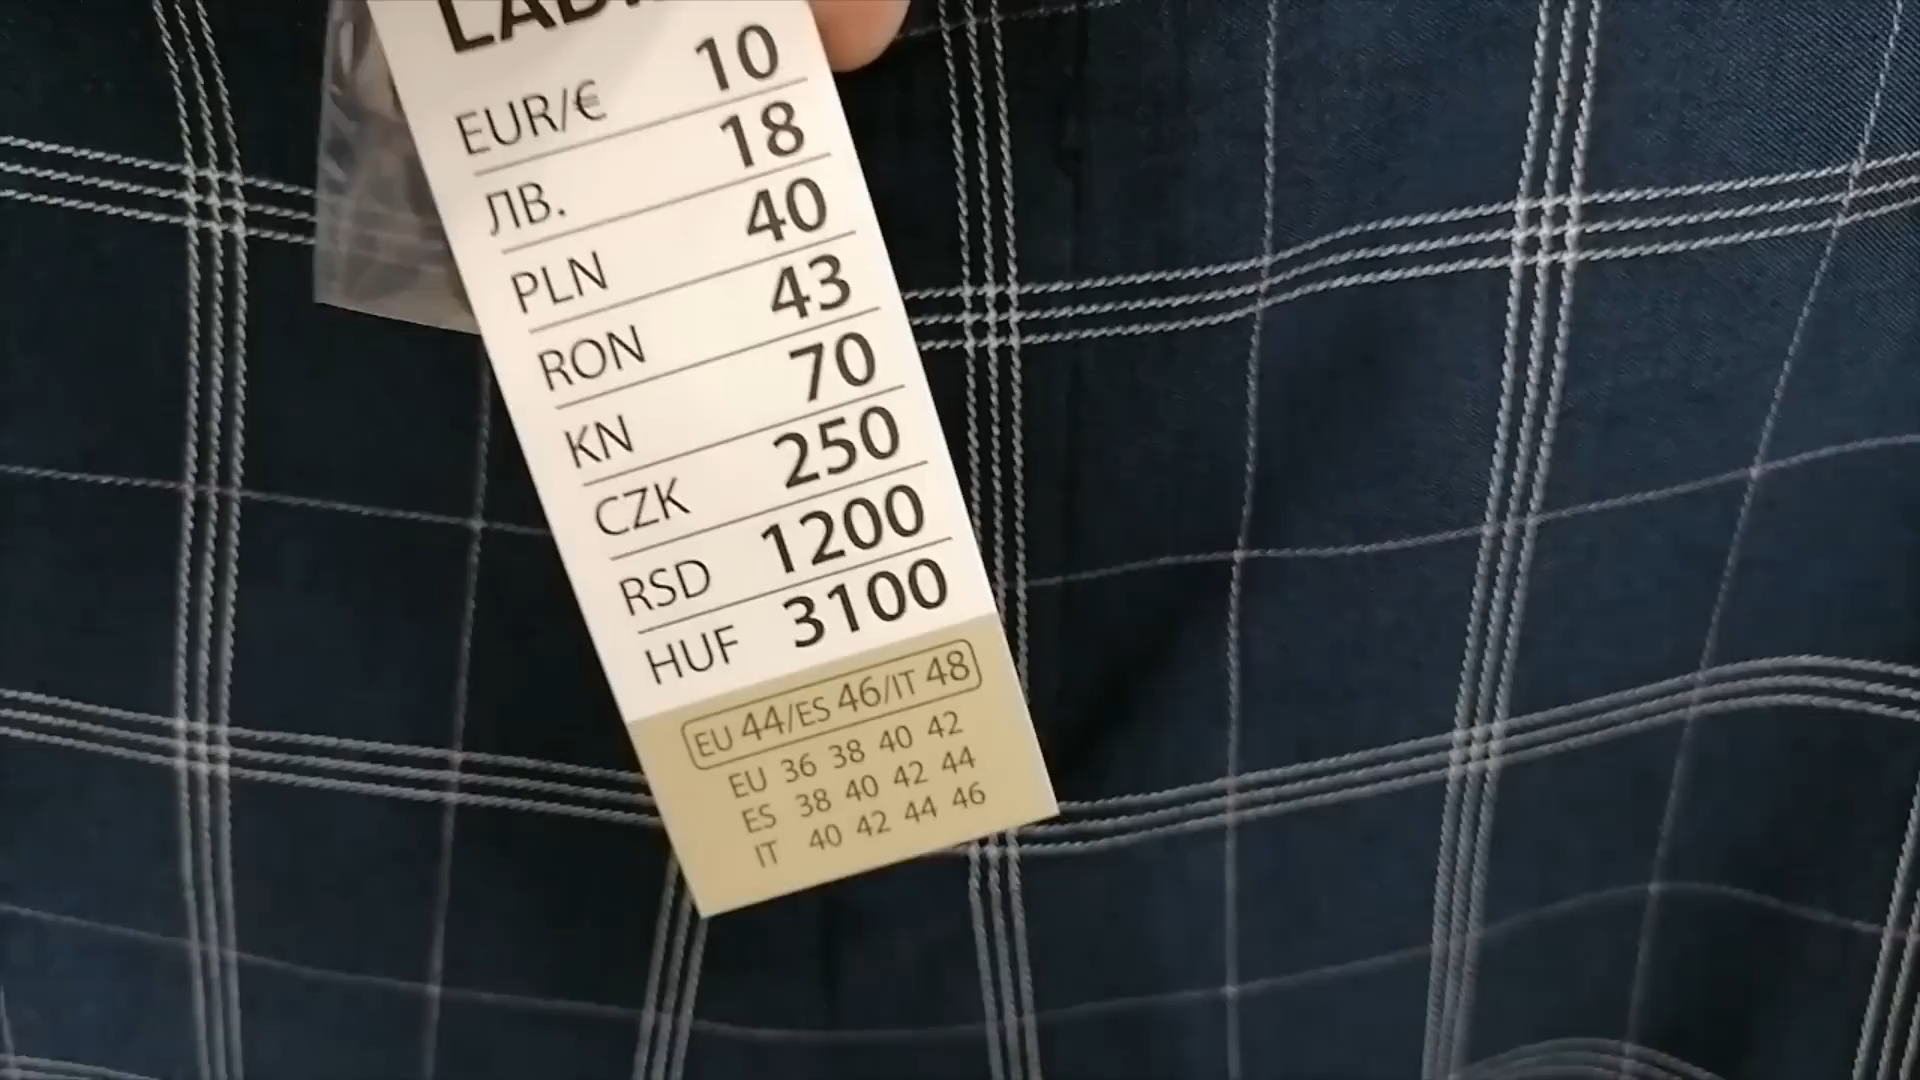 EUR/€ 10
ЛВ. 18
PLN 40
RON 43
KN 70
CZK 250
RSD 1200
HUF 3100
EU 44/ES 46/IT 48
EU 36 38 40 42
ES 38 40 42 44
IT 40 42 44 46